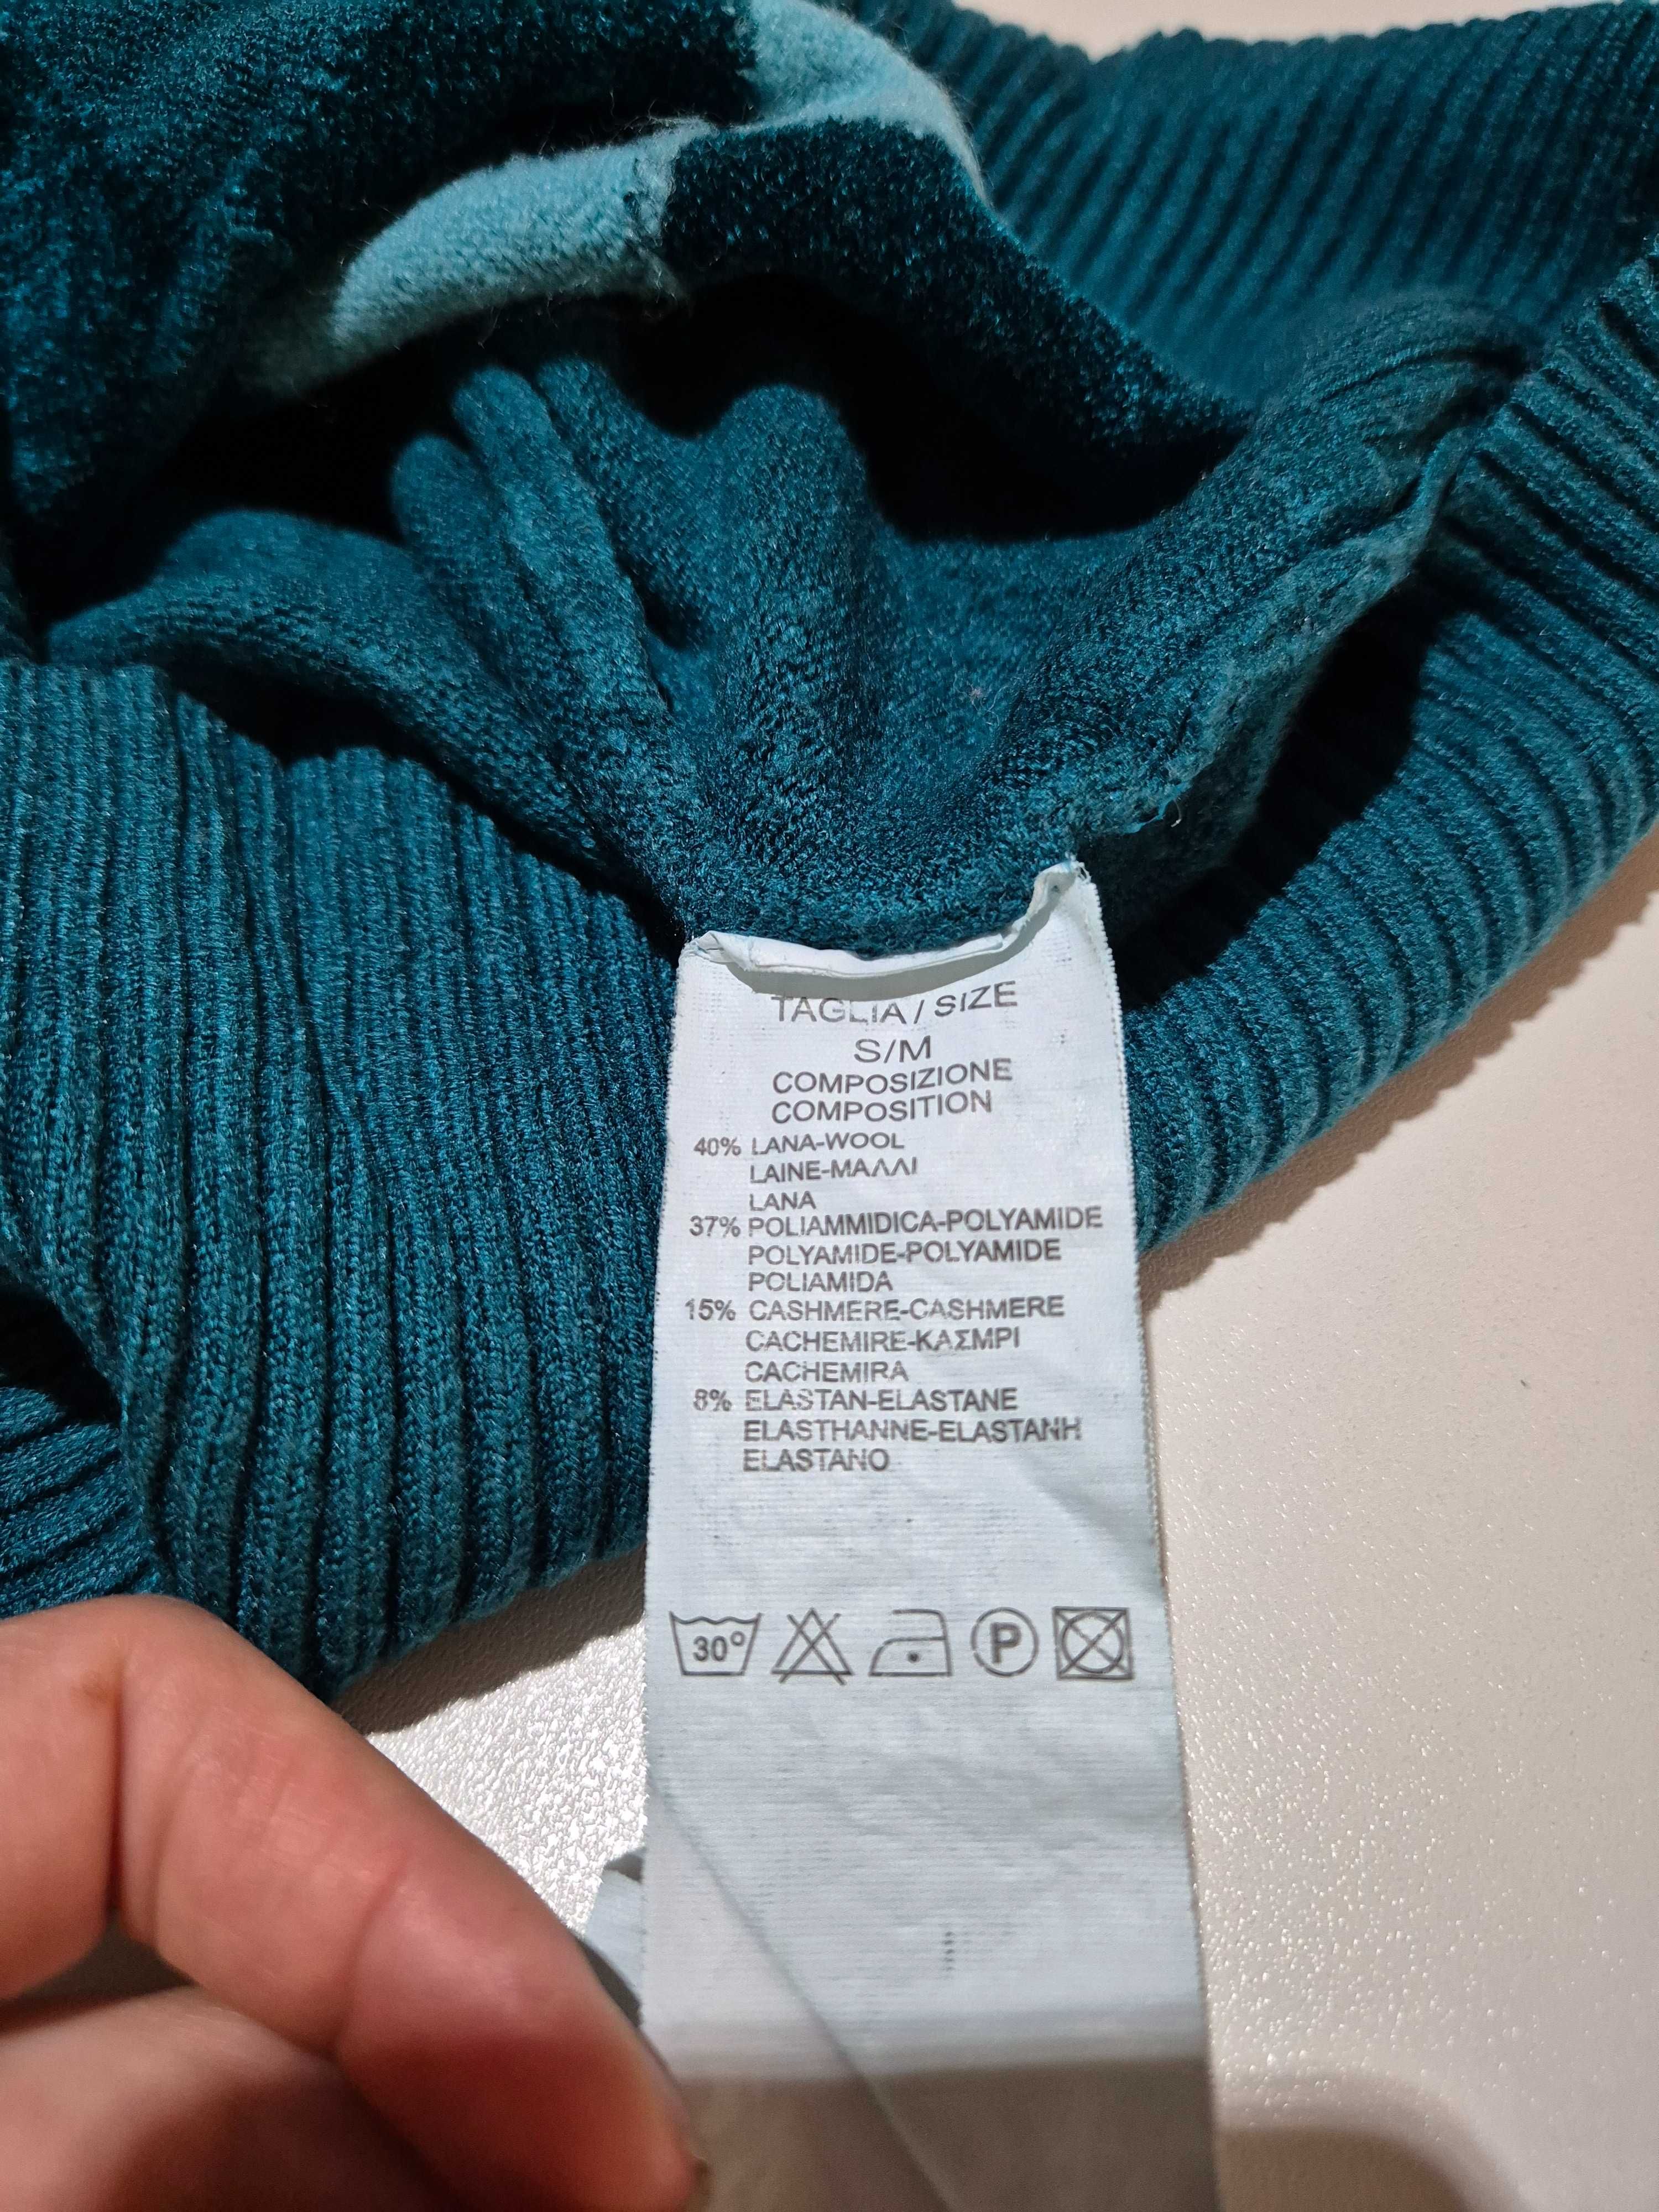 TAGLIA / SIZE
S/M
COMPOSIZIONE
COMPOSITION
40% LANA-WOOL
LAINE-ΜΑΛΛΙ
LANA
37% POLIAMMIDICA-POLYAMIDE
POLYAMIDE-POLYAMIDE
POLIAMIDA
15% CASHMERE-CASHMERE
CACHEMIRE-ΚΑΣΜΡΙ
CACHEMIRA
8% ELASTAN-ELASTANE
ELASTHANNE-ELASTANH
ELASTANO
30° P